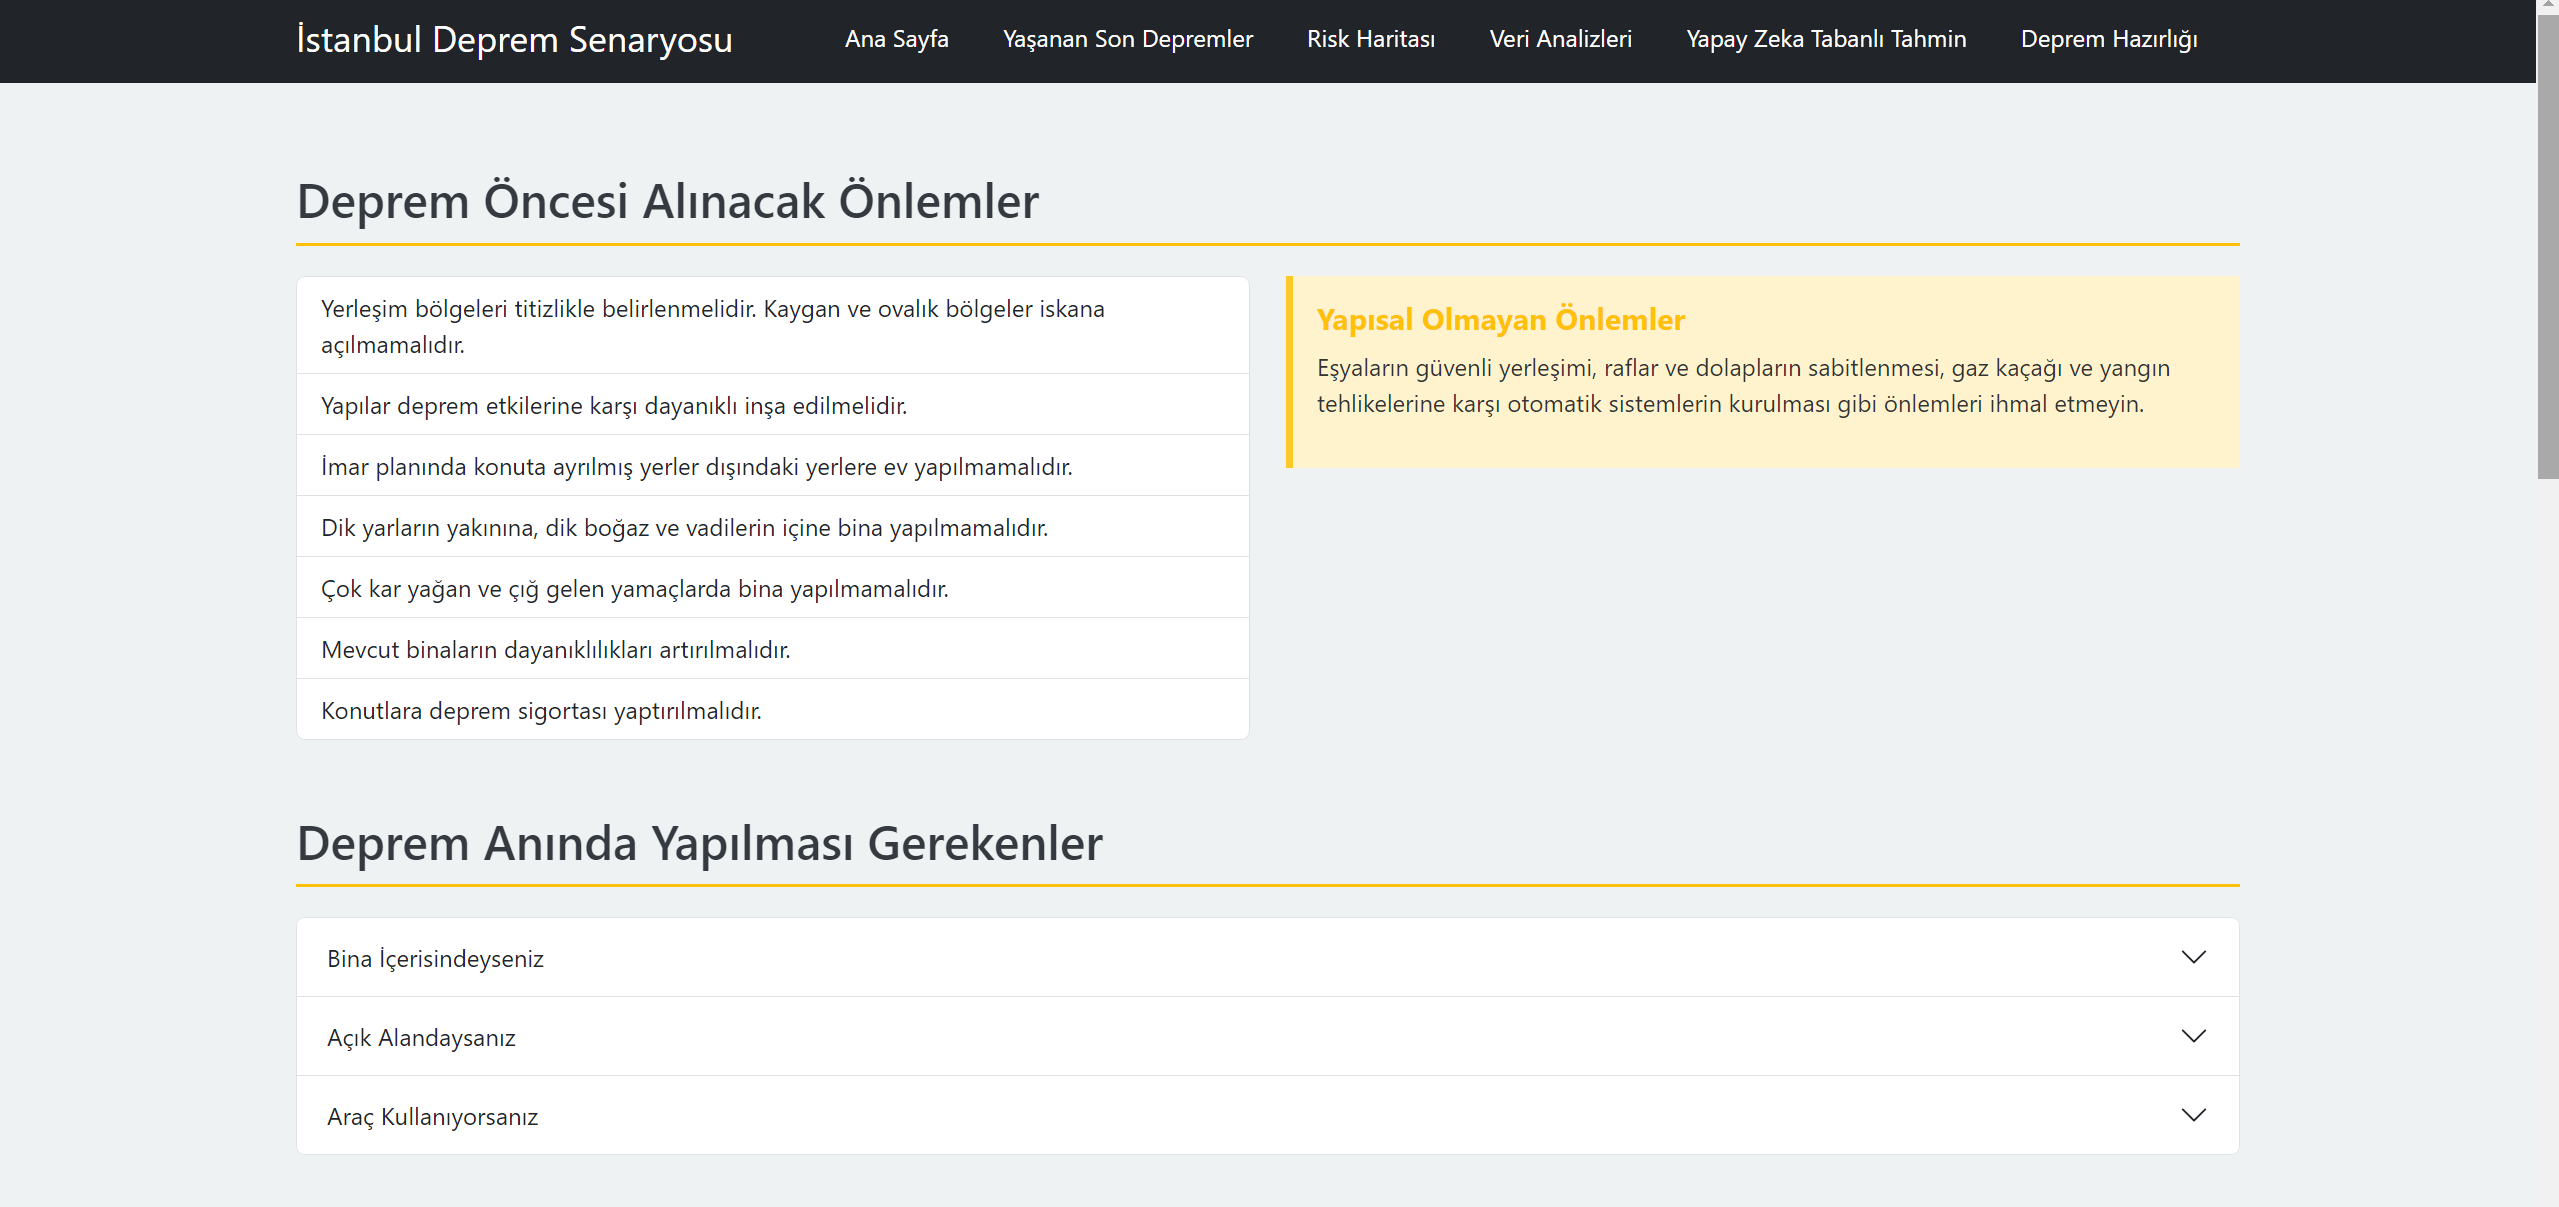 İstanbul Deprem Senaryosu
Ana Sayfa
Yaşanan Son Depremler
Risk Haritası
Veri Analizleri
Yapay Zeka Tabanlı Tahmin
Deprem Hazırlığı
Deprem Öncesi Alınacak Önlemler
Yerleşim bölgeleri titizlikle belirlenmelidir. Kaygan ve ovalık bölgeler iskana
açılmamalıdır.
Yapılar deprem etkilerine karşı dayanıklı inşa edilmelidir.
İmar planında konuta ayrılmış yerler dışındaki yerlere ev yapılmamalıdır.
Dik yarların yakınına, dik boğaz ve vadilerin içine bina yapılmamalıdır.
Çok kar yağan ve çığ gelen yamaçlarda bina yapılmamalıdır.
Mevcut binaların dayanıklılıkları artırılmalıdır.
Konutlara deprem sigortası yaptırılmalıdır.
Yapısal Olmayan Önlemler
Eşyaların güvenli yerleşimi, raflar ve dolapların sabitlenmesi, gaz kaçağı ve yangın
tehlikelerine karşı otomatik sistemlerin kurulması gibi önlemleri ihmal etmeyin.
Deprem Anında Yapılması Gerekenler
Bina İçerisindeyseniz
Açık Alandaysanız
Araç Kullanıyorsanız